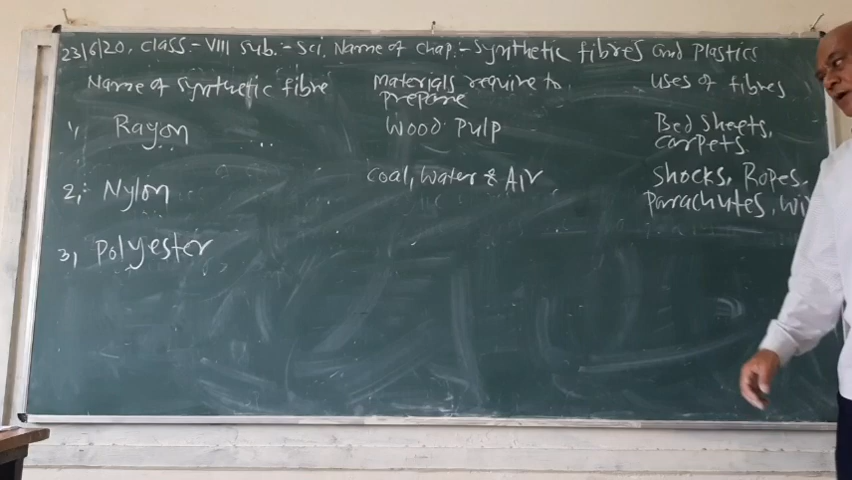 23/6/20, class:- VIII Sub:- Sci, Name of Chap:- Synthetic fibres and Plastics
Name of synthetic fibre Materials require to prepare Uses of fibres
1, Rayon Wood Pulp Bed Sheets, carpets.
2, Nylon Coal, Water & Air Shocks, Ropes, Parachutes,
3, Polyester